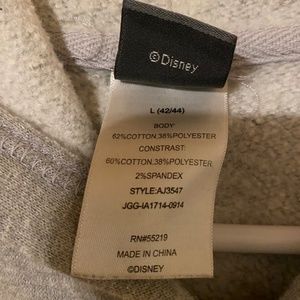 ©Disney
L (42/44)
BODY
62%COTTON.38%POLYESTER
CONSTRAST:
60%COTTON.38%POLYESTER
2%SPANDEX
STYLE:AJ3547
JGG-IA1714-0914
RN#55219
MADE IN CHINA
©DISNEY